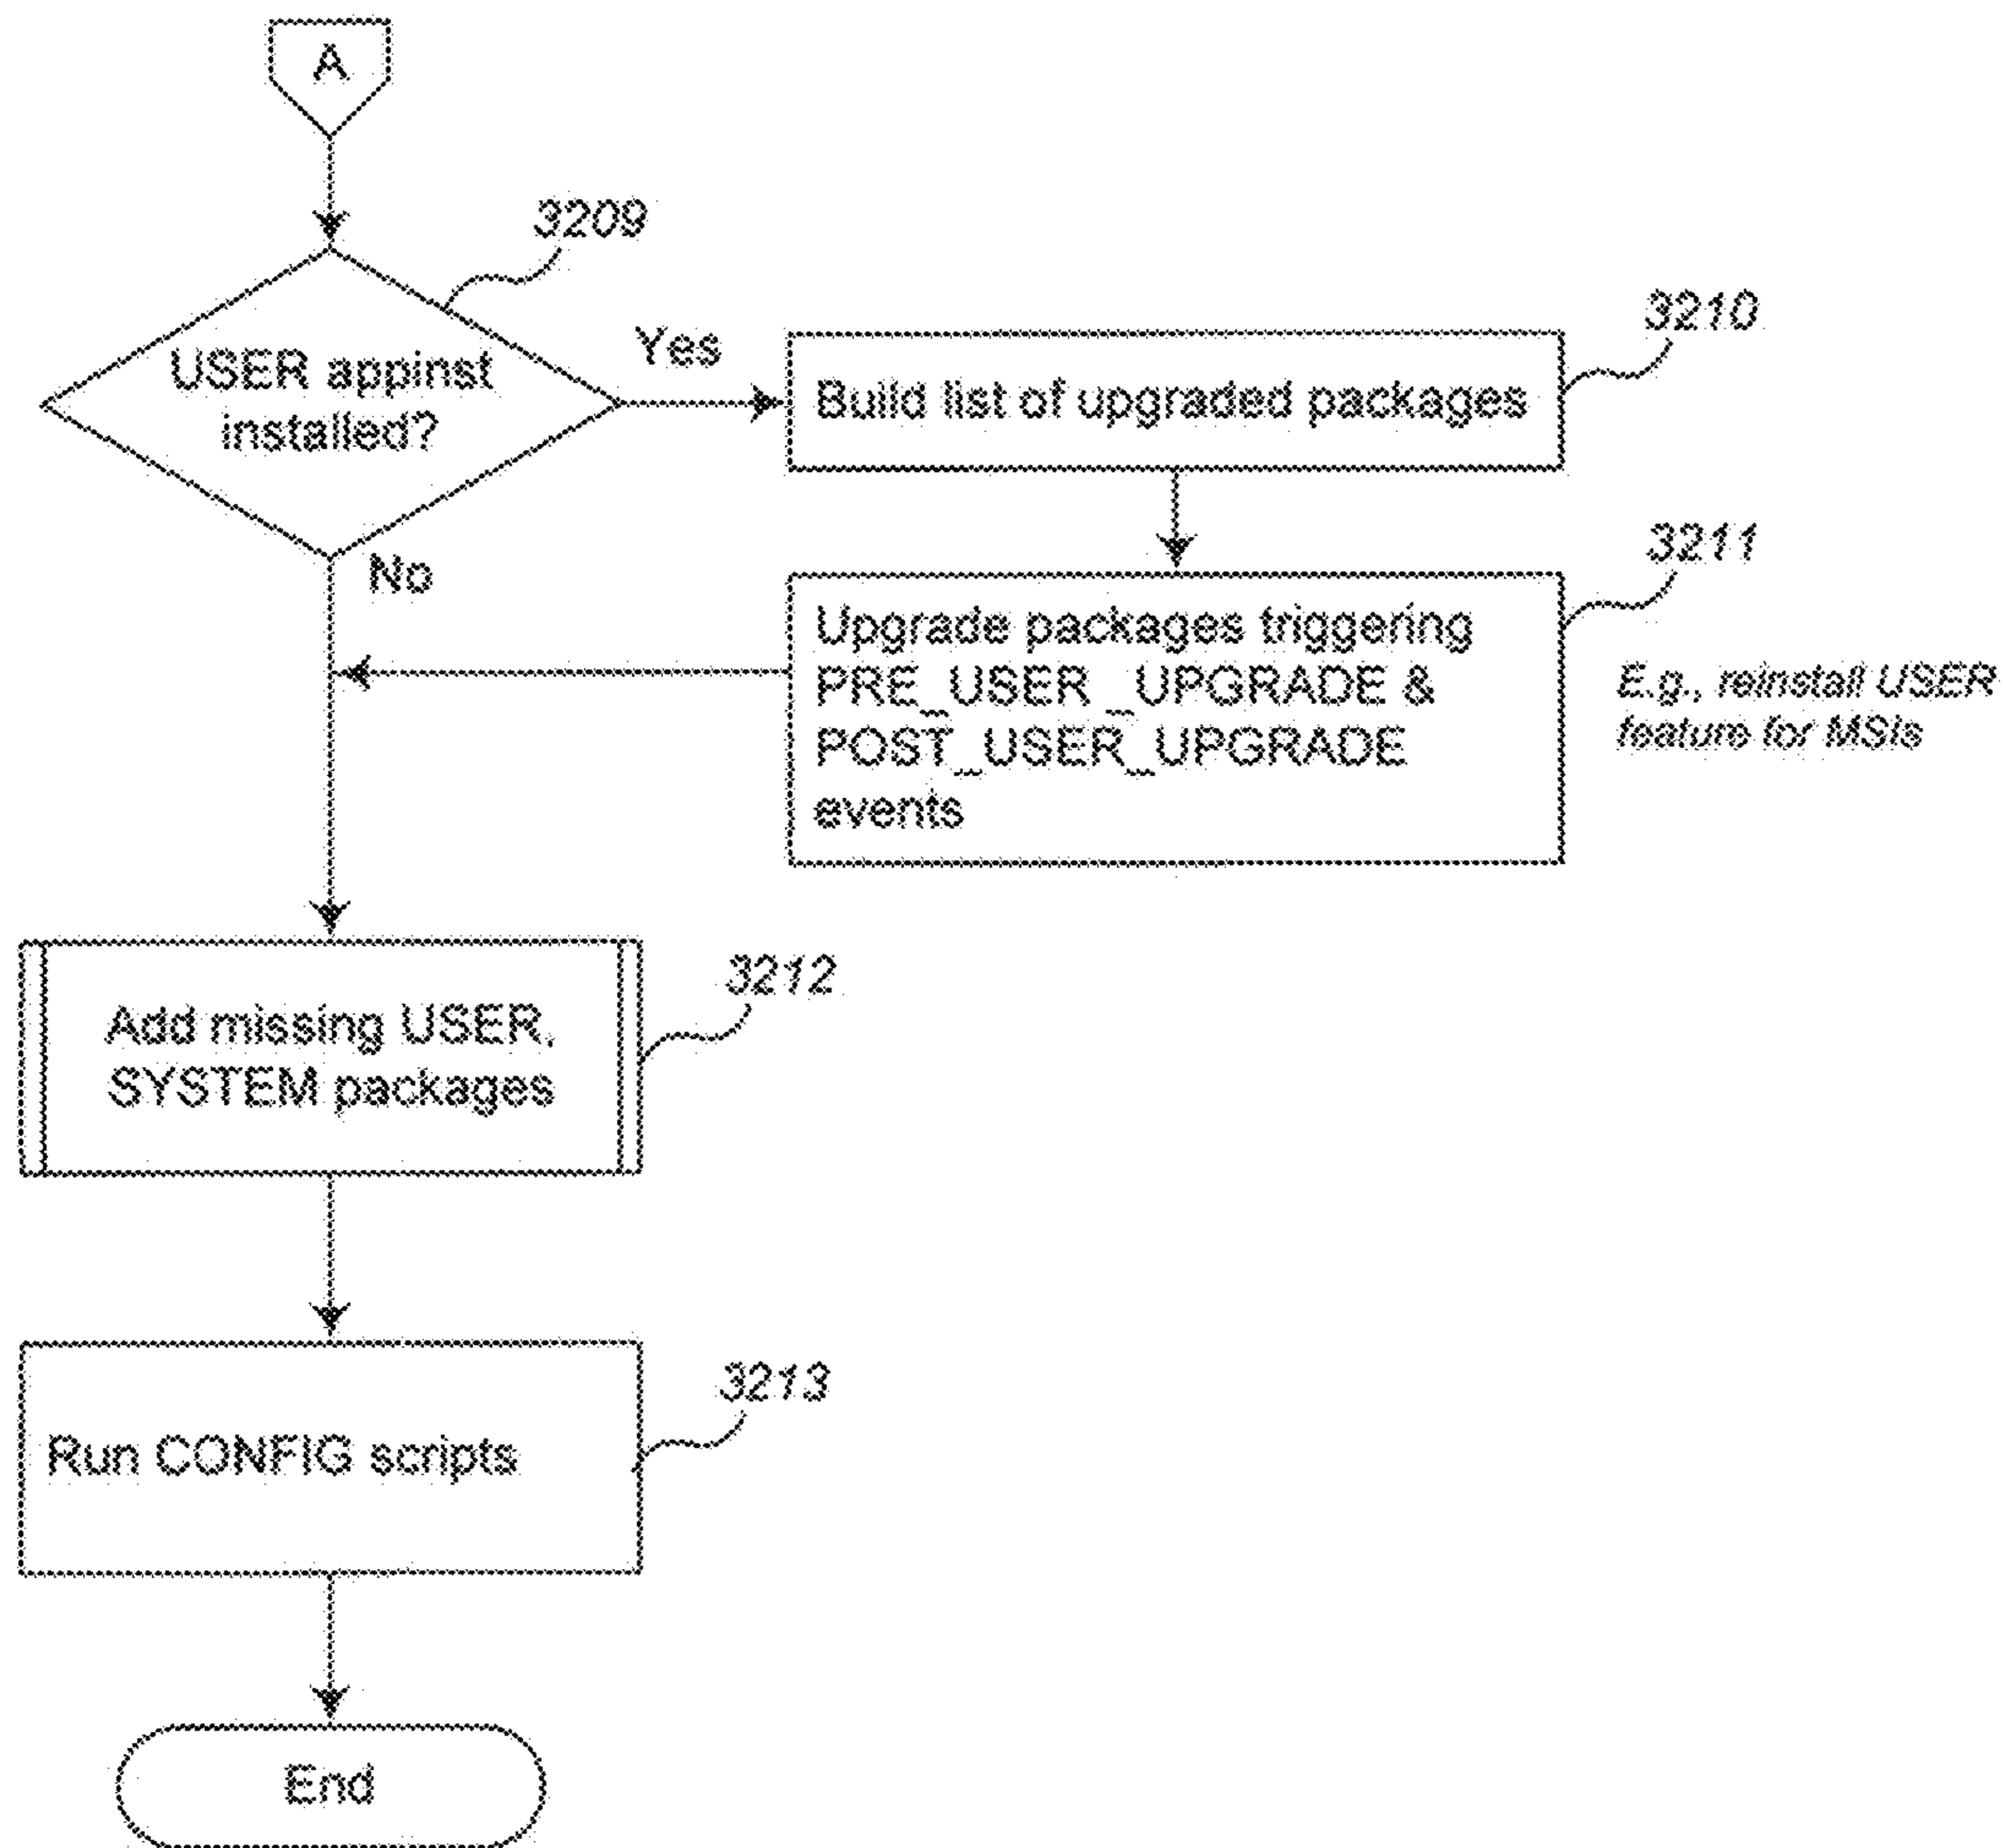 A
3209
USER appinst
installed?
Yes
No
3210
Build list of upgraded packages
3211
Upgrade packages triggering
PRE_USER_UPGRADE &
POST_USER_UPGRADE
events
E.g., reinstall USER
feature for MSIs
3212
Add missing USER,
SYSTEM packages
3213
Run CONFIG scripts
End